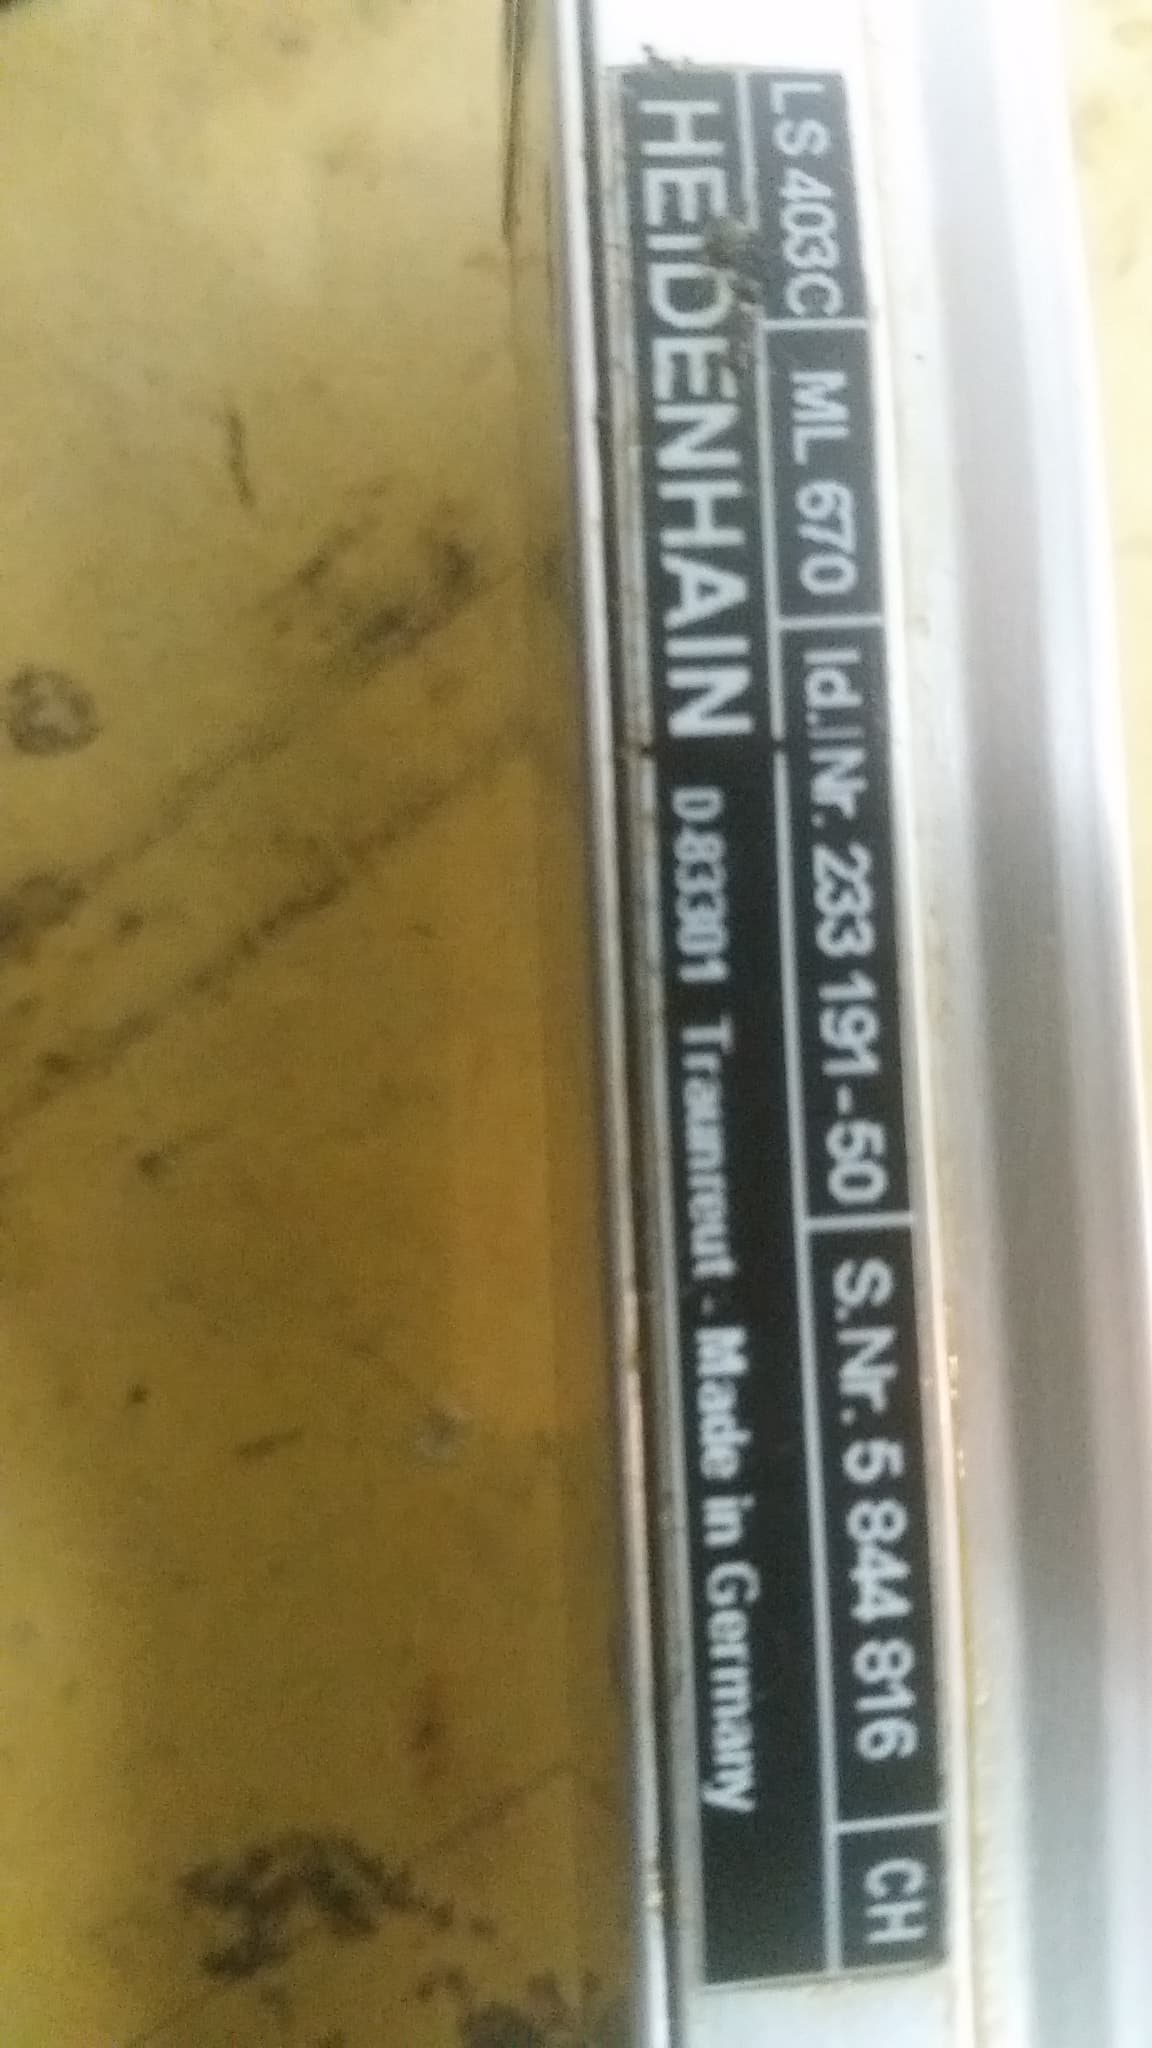 LS 403C ML 670 Id.Nr. 233 191-50 S.Nr. 5 844 816 CH
HEIDENHAIN D-83301 Traunreut - Made in Germany